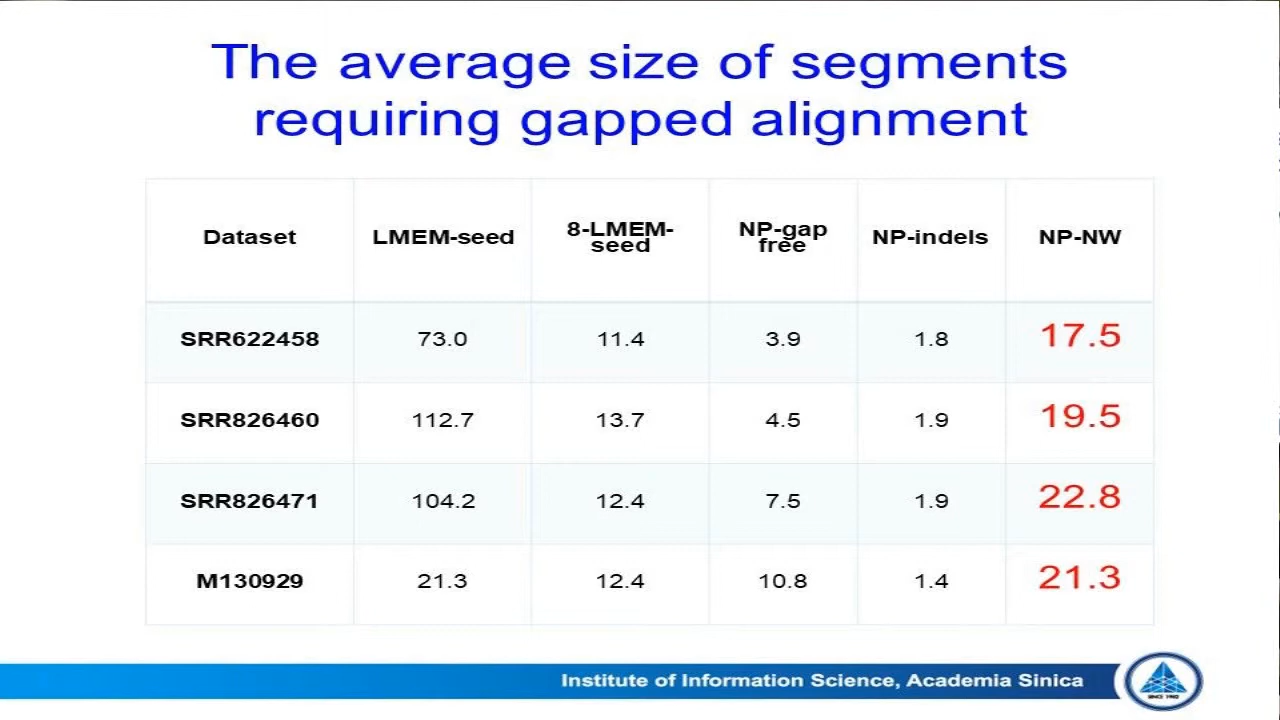 The average size of segments
requiring gapped alignment
Dataset LMEM-seed 8-LMEM-seed NP-gap free NP-indels NP-NW
SRR622458 73.0 11.4 3.9 1.8 17.5
SRR826460 112.7 13.7 4.5 1.9 19.5
SRR826471 104.2 12.4 7.5 1.9 22.8
M130929 21.3 12.4 10.8 1.4 21.3
Institute of Information Science, Academia Sinica
SINCE 1982